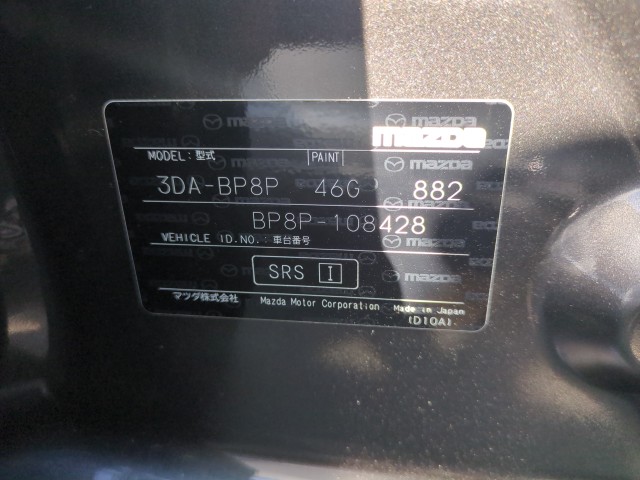 mazda
MODEL:型式 PAINT
3DA-BP8P 46G 882
BP8P-108428
VEHICLE ID.NO.:車台番号
SRS I
マツダ株式会社 Mazda Motor Corporation Made in Japan
(D10A)